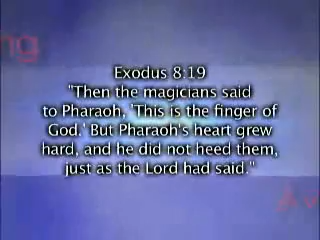 Exodus 8:19
"Then the magicians said
to Pharaoh, 'This is the finger of
God.' But Pharaoh's heart grew
hard, and he did not heed them,
just as the Lord had said."